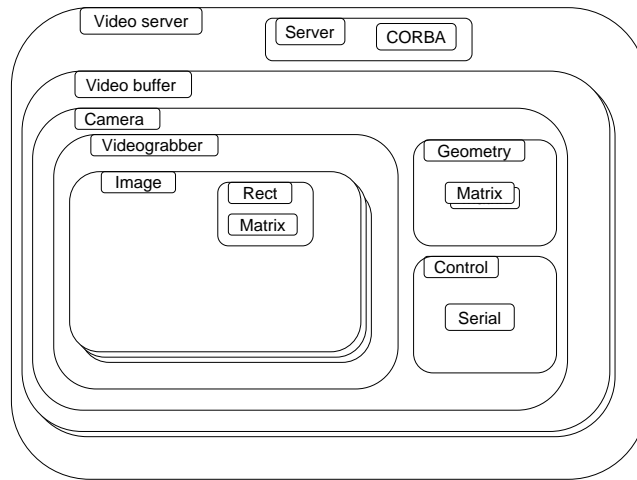 Video server
Server
CORBA
Video buffer
Camera
Videograbber
Geometry
Image
Rect
Matrix
Matrix
Control
Serial